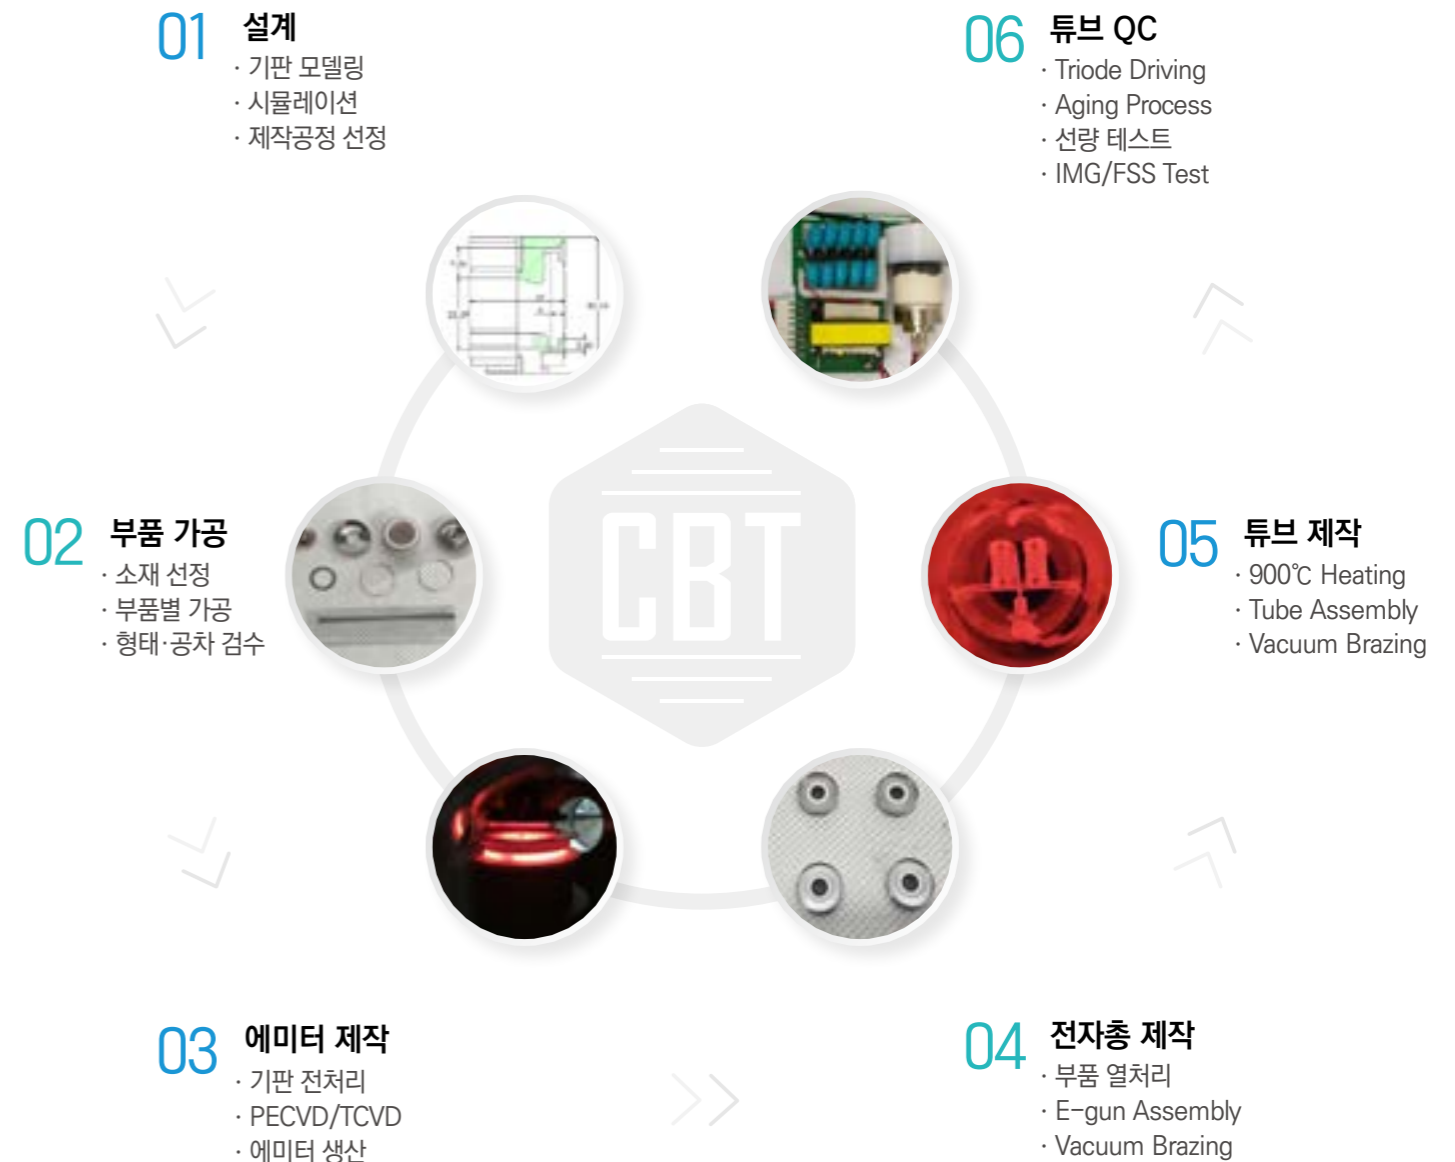 01 설계
· 기판 모델링
· 시뮬레이션
· 제작공정 선정
02 부품 가공
· 소재 선정
· 부품별 가공
· 형태·공차 검수
03 에미터 제작
· 기판 전처리
· PECVD/TCVD
· 에미터 생산
04 전자총 제작
· 부품 열처리
· E-gun Assembly
· Vacuum Brazing
05 튜브 제작
· 900℃ Heating
· Tube Assembly
· Vacuum Brazing
06 튜브 QC
· Triode Driving
· Aging Process
· 선량 테스트
· IMG/FSS Test
CBT